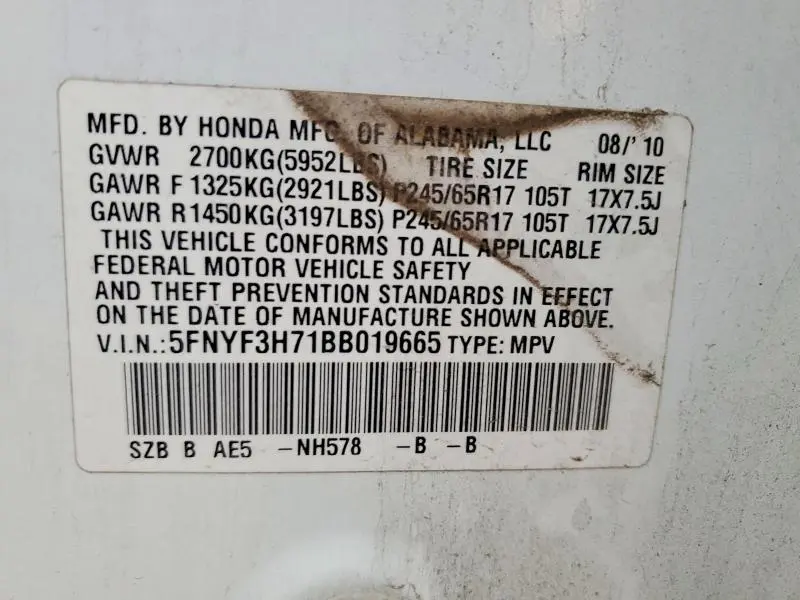 MFD. BY HONDA MFG. OF ALABAMA, LLC 08/'10
GVWR 2700KG(5952LBS) TIRE SIZE RIM SIZE
GAWR F 1325KG(2921LBS) P245/65R17 105T 17X7.5J
GAWR R 1450KG(3197LBS) P245/65R17 105T 17X7.5J
THIS VEHICLE CONFORMS TO ALL APPLICABLE
FEDERAL MOTOR VEHICLE SAFETY
AND THEFT PREVENTION STANDARDS IN EFFECT
ON THE DATE OF MANUFACTURE SHOWN ABOVE.
V.I.N.: 5FNYF3H71BB019665 TYPE: MPV
SZB B AE5 -NH578 -B -B